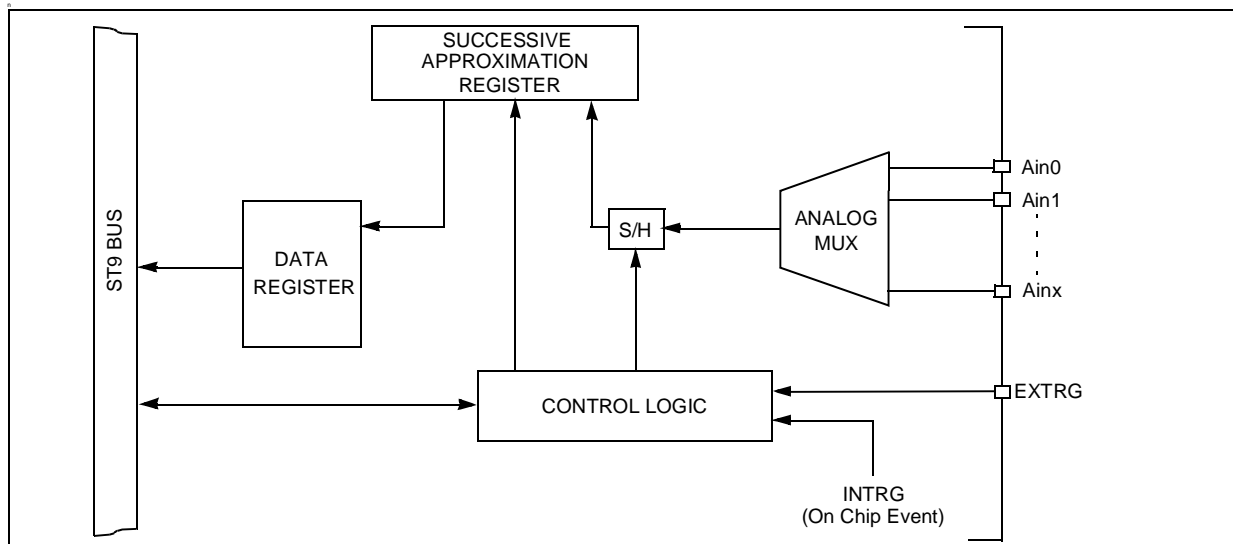 SUCCESSIVE
APPROXIMATION
REGISTER
ST9 BUS
DATA
REGISTER
S/H
ANALOG
MUX
Ain0
Ain1
Ainx
CONTROL LOGIC
EXTRG
INTRG
(On Chip Event)